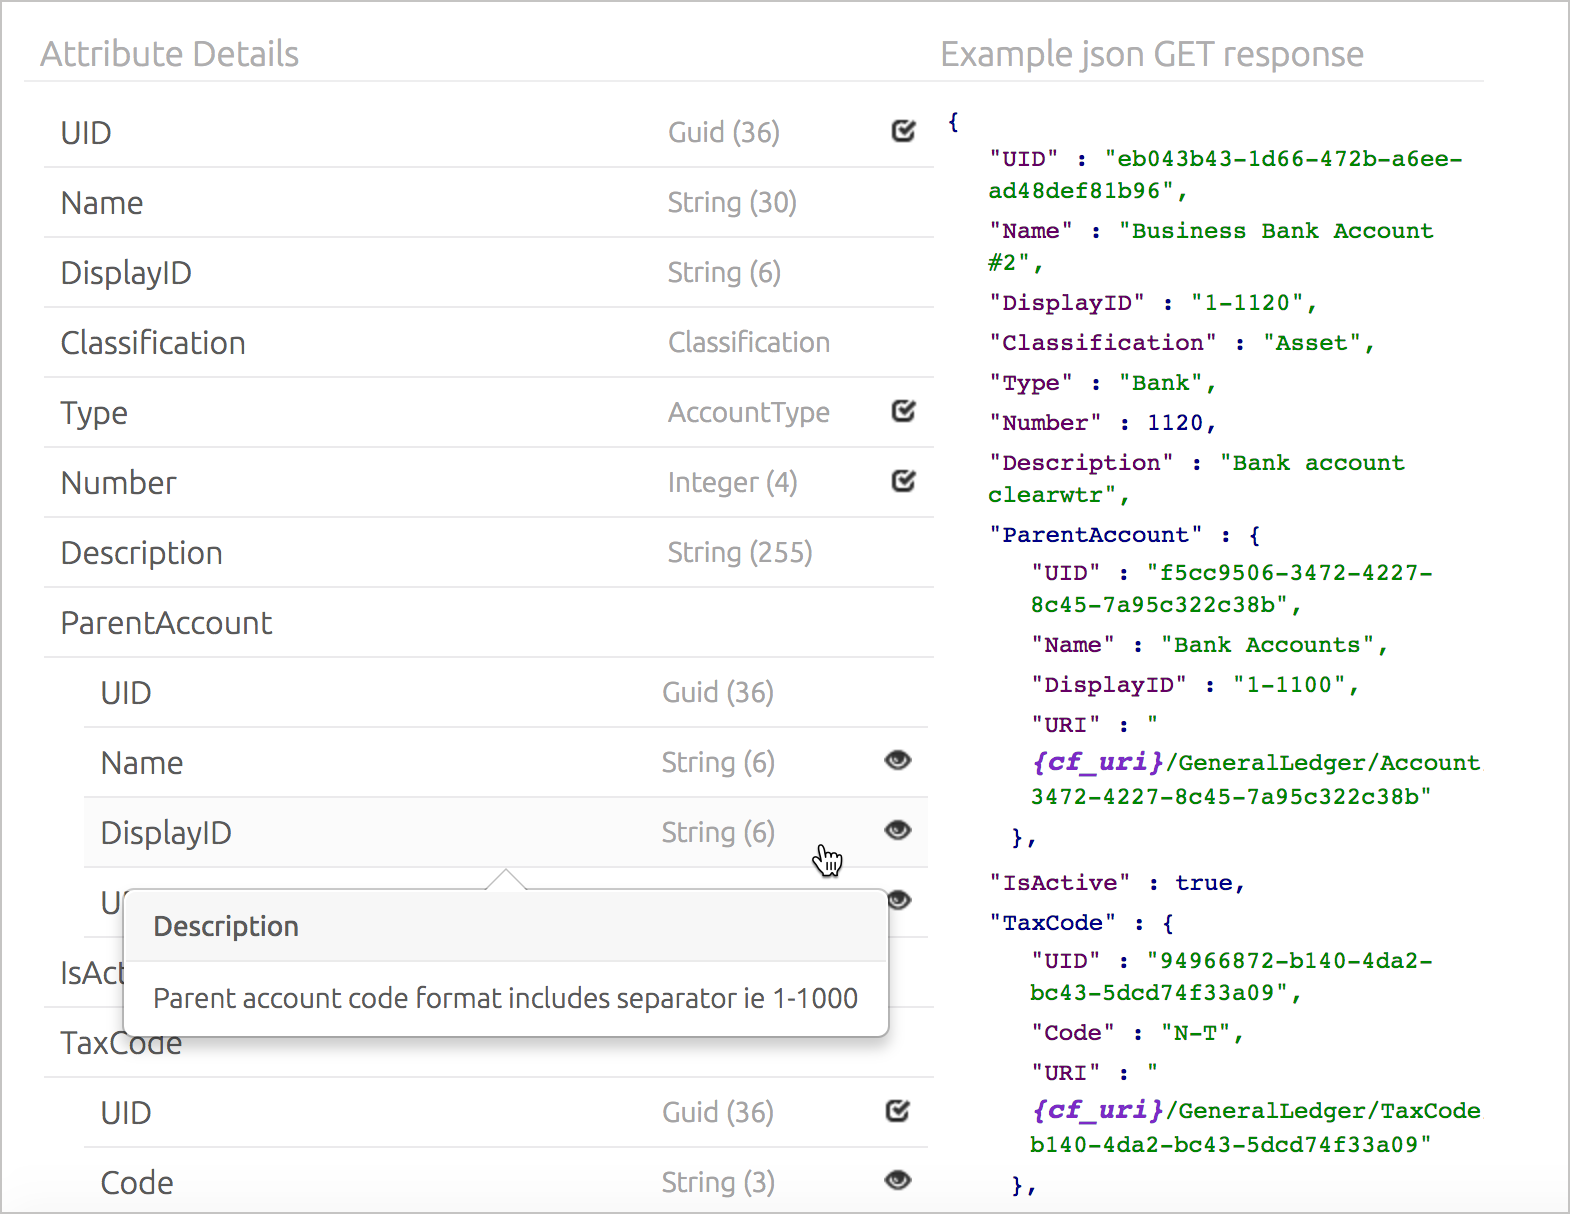 Attribute Details
UID Guid (36)
Name String (30)
DisplayID String (6)
Classification Classification
Type AccountType
Number Integer (4)
Description String (255)
ParentAccount
UID Guid (36)
Name String (6)
DisplayID String (6)
Description
Parent account code format includes separator ie 1-1000
TaxCode
UID Guid (36)
Code String (3)
Example json GET response
{
"UID" : "eb043b43-1d66-472b-a6ee-
ad48def81b96",
"Name" : "Business Bank Account
#2",
"DisplayID" : "1-1120",
"Classification" : "Asset",
"Type" : "Bank",
"Number" : 1120,
"Description" : "Bank account
clearwtr",
"ParentAccount" : {
"UID" : "f5cc9506-3472-4227-
8c45-7a95c322c38b",
"Name" : "Bank Accounts",
"DisplayID" : "1-1100",
"URI" : "
{cf_uri}/GeneralLedger/Account
3472-4227-8c45-7a95c322c38b"
},
"IsActive" : true,
"TaxCode" : {
"UID" : "94966872-b140-4da2-
bc43-5dcd74f33a09",
"Code" : "N-T",
"URI" : "
{cf_uri}/GeneralLedger/TaxCode
b140-4da2-bc43-5dcd74f33a09"
},